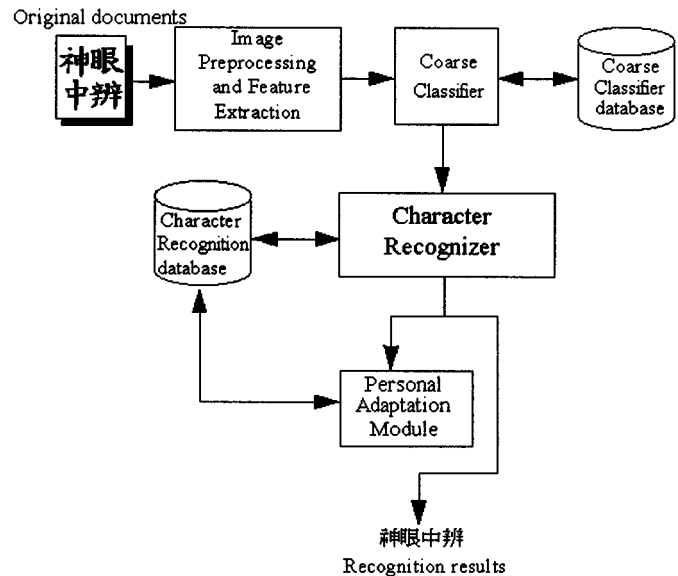 Original documents
神眼
中辨
Image
Preprocessing
and Feature
Extraction
Coarse
Classifier
Coarse
Classifier
database
Character
Recognition
database
Character
Recognizer
Personal
Adaptation
Module
神眼中辨
Recognition results